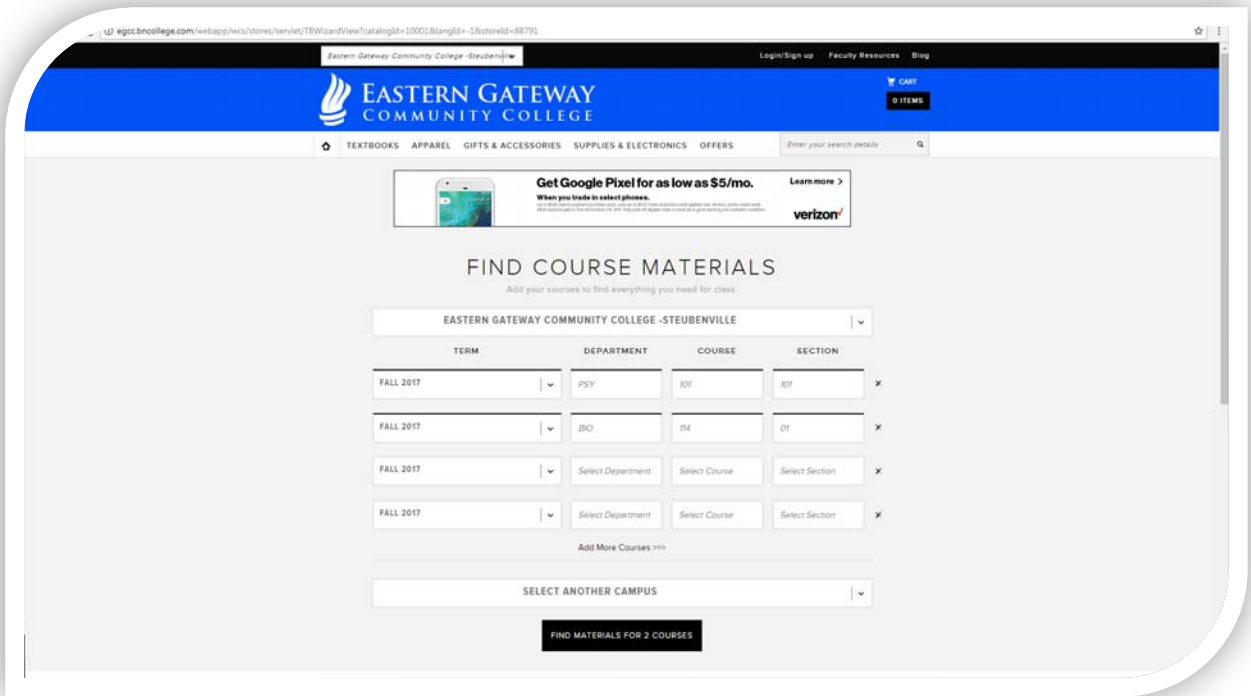 egcc.bncollege.com/webapp/wcs/stores/servlet/TBWizardView?catalogId=10001&langId=-1&storeId=88791
Eastern Gateway Community College -Steubenville
Login/Sign up Faculty Resources Blog
EASTERN GATEWAY
COMMUNITY COLLEGE
CART
0 ITEMS
TEXTBOOKS APPAREL GIFTS & ACCESSORIES SUPPLIES & ELECTRONICS OFFERS
Enter your search details
Get Google Pixel for as low as $5/mo.
When you trade in select phones.
Learn more >
verizon
FIND COURSE MATERIALS
Add your courses to find everything you need for class.
EASTERN GATEWAY COMMUNITY COLLEGE -STEUBENVILLE
TERM DEPARTMENT COURSE SECTION
FALL 2017 PSY 101 101 x
FALL 2017 BIO 114 01 x
FALL 2017 Select Department Select Course Select Section x
FALL 2017 Select Department Select Course Select Section x
Add More Courses >>>
SELECT ANOTHER CAMPUS
FIND MATERIALS FOR 2 COURSES